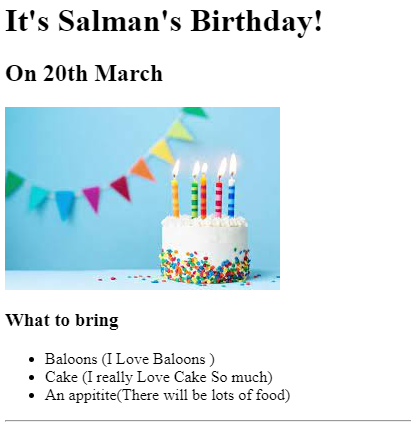 It's Salman's Birthday!
On 20th March
What to bring
Baloons (I Love Baloons )
Cake (I really Love Cake So much)
An appitite(There will be lots of food)